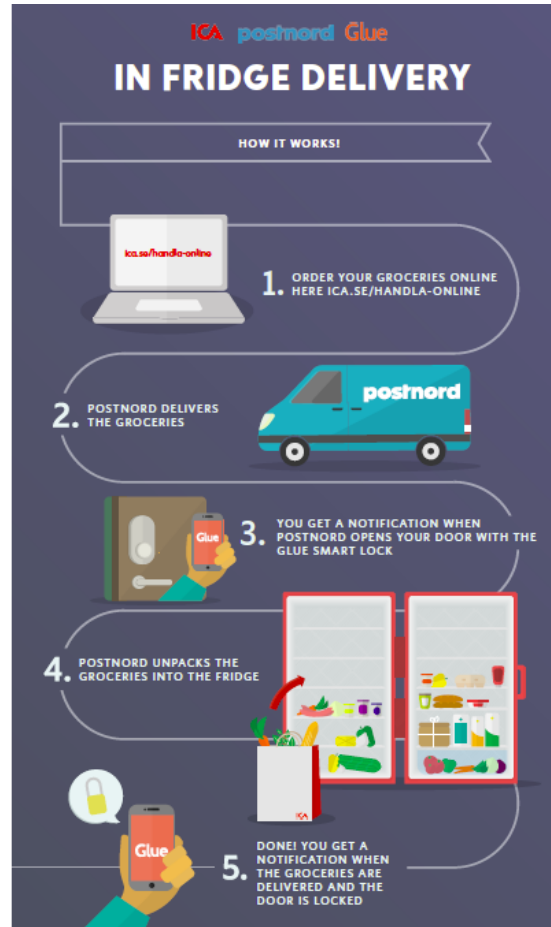 ICA postnord Glue
IN FRIDGE DELIVERY
HOW IT WORKS!
ica.se/handla-online
1. ORDER YOUR GROCERIES ONLINE
HERE ICA.SE/HANDLA-ONLINE
postnord
2. POSTNORD DELIVERS
THE GROCERIES
Glue
3. YOU GET A NOTIFICATION WHEN
POSTNORD OPENS YOUR DOOR WITH THE
GLUE SMART LOCK
4. POSTNORD UNPACKS THE
GROCERIES INTO THE FRIDGE
ICA
Glue
5. DONE! YOU GET A
NOTIFICATION WHEN
THE GROCERIES ARE
DELIVERED AND THE
DOOR IS LOCKED